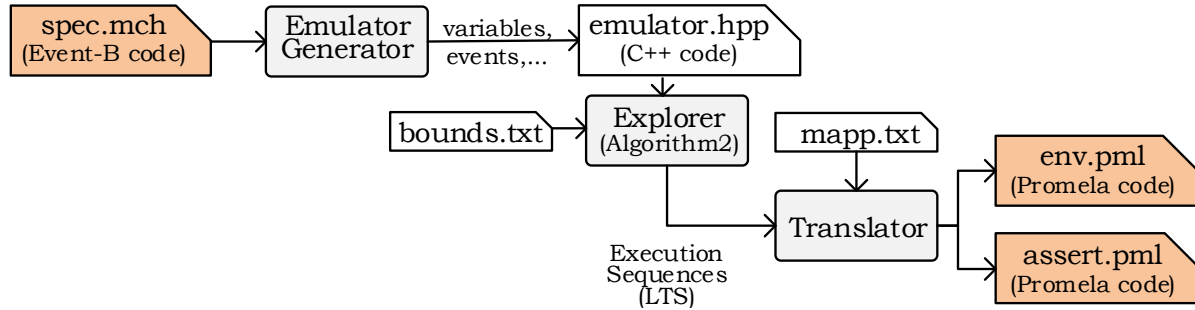 spec.mch
(Event-B code)
Emulator
Generator
variables,
events,...
emulator.hpp
(C++ code)
bounds.txt
Explorer
(Algorithm2)
mapp.txt
Execution
Sequences
(LTS)
Translator
env.pml
(Promela code)
assert.pml
(Promela code)